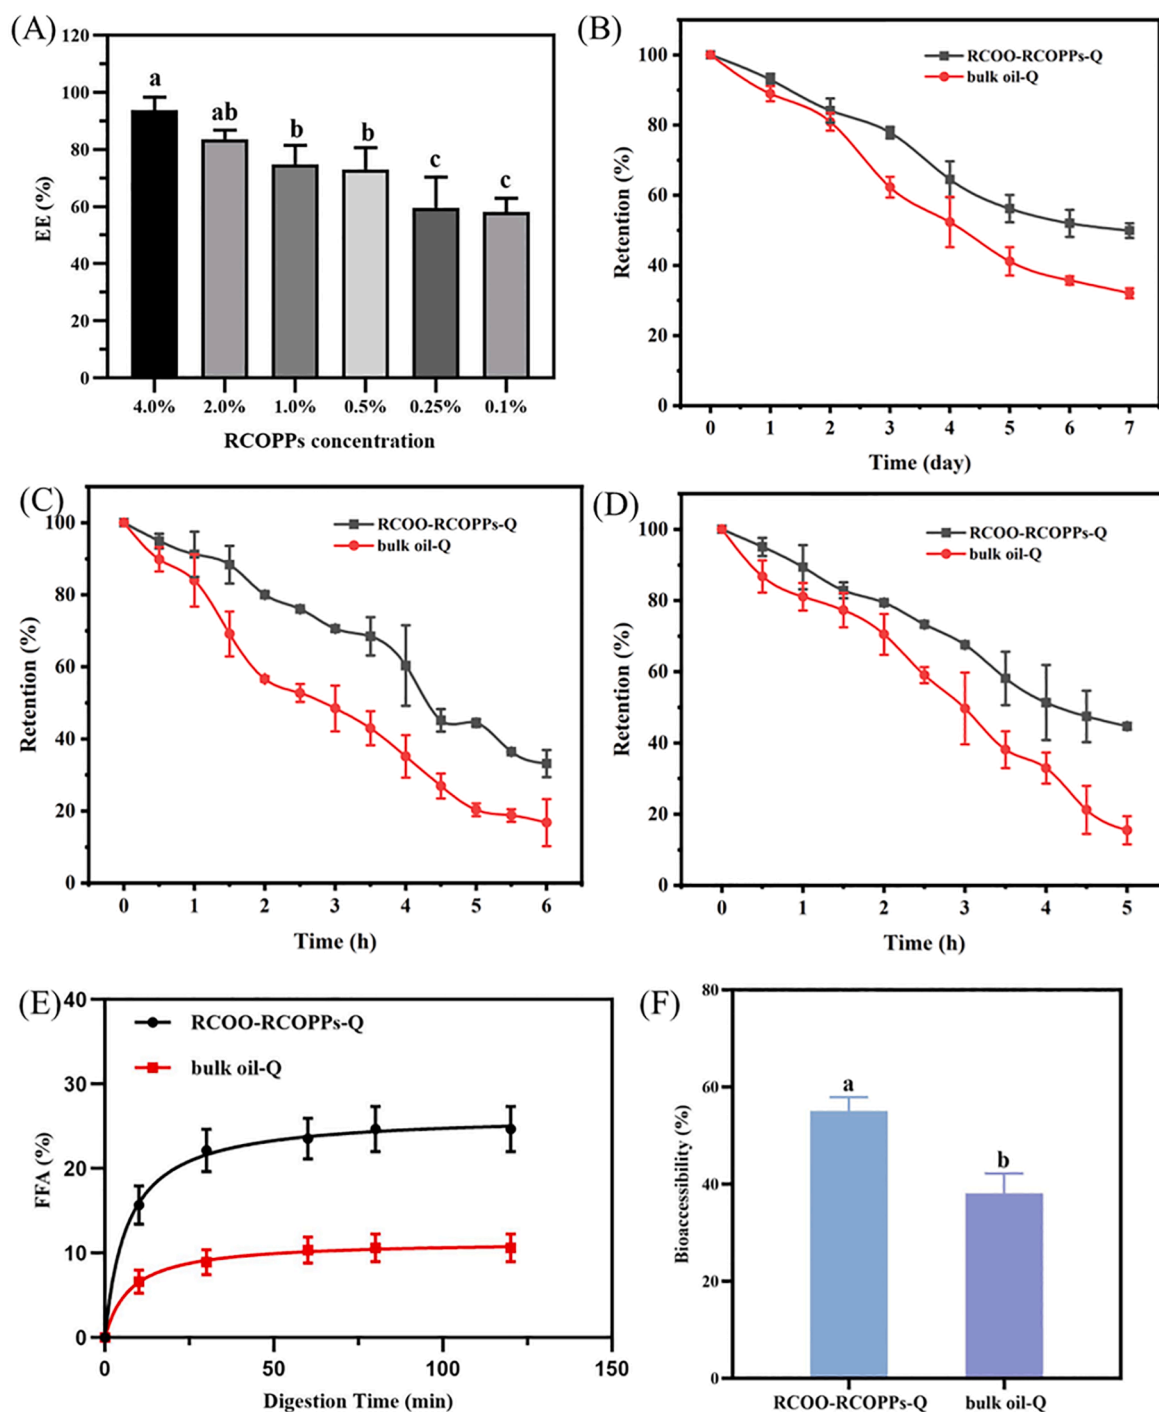 (A)
120
100
80
60
40
20
0
EE (%)
a
ab
b
b
c
c
4.0% 2.0% 1.0% 0.5% 0.25% 0.1%
RCOPPs concentration
(B)
RCOO-RCOPPs-Q
bulk oil-Q
100
80
60
40
20
0
Retention (%)
0 1 2 3 4 5 6 7
Time (day)
(C)
RCOO-RCOPPs-Q
bulk oil-Q
100
80
60
40
20
0
Retention (%)
0 1 2 3 4 5 6
Time (h)
(D)
RCOO-RCOPPs-Q
bulk oil-Q
100
80
60
40
20
0
Retention (%)
0 1 2 3 4 5
Time (h)
(E)
RCOO-RCOPPs-Q
bulk oil-Q
40
30
20
10
0
FFA (%)
0 50 100 150
Digestion Time (min)
(F)
80
60
40
20
0
Bioaccessibility (%)
a
b
RCOO-RCOPPs-Q bulk oil-Q